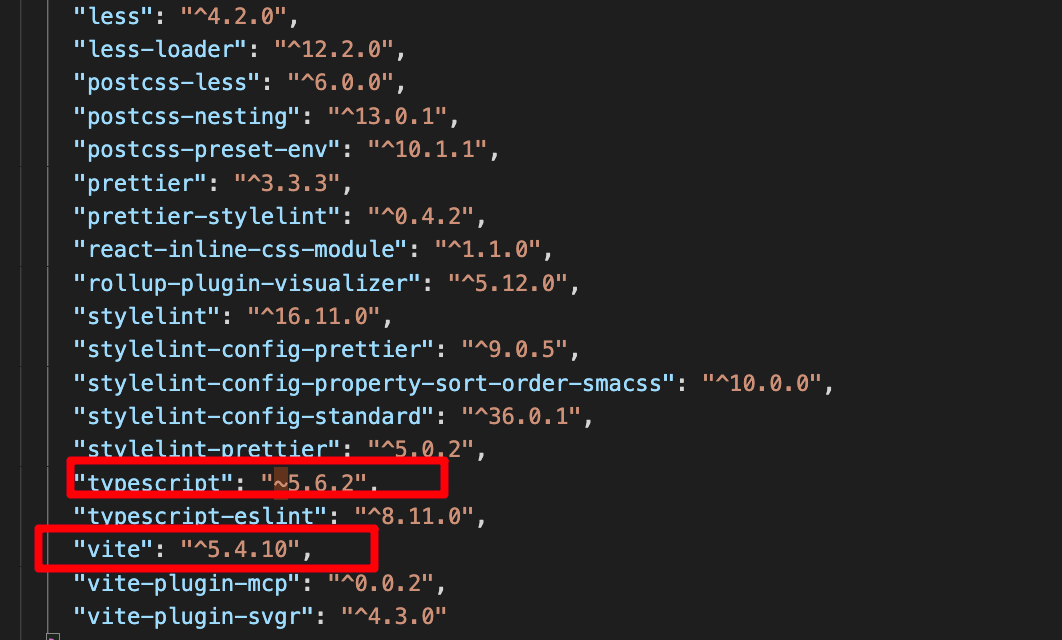 "less": "^4.2.0",
"less-loader": "^12.2.0",
"postcss-less": "^6.0.0",
"postcss-nesting": "^13.0.1",
"postcss-preset-env": "^10.1.1",
"prettier": "^3.3.3",
"prettier-stylelint": "^0.4.2",
"react-inline-css-module": "^1.1.0",
"rollup-plugin-visualizer": "^5.12.0",
"stylelint": "^16.11.0",
"stylelint-config-prettier": "^9.0.5",
"stylelint-config-property-sort-order-smacss": "^10.0.0",
"stylelint-config-standard": "^36.0.1",
"stylelint-prettier": "^5.0.2",
"typescript": "~5.6.2",
"typescript-eslint": "^8.11.0",
"vite": "^5.4.10",
"vite-plugin-mcp": "^0.0.2",
"vite-plugin-svgr": "^4.3.0"